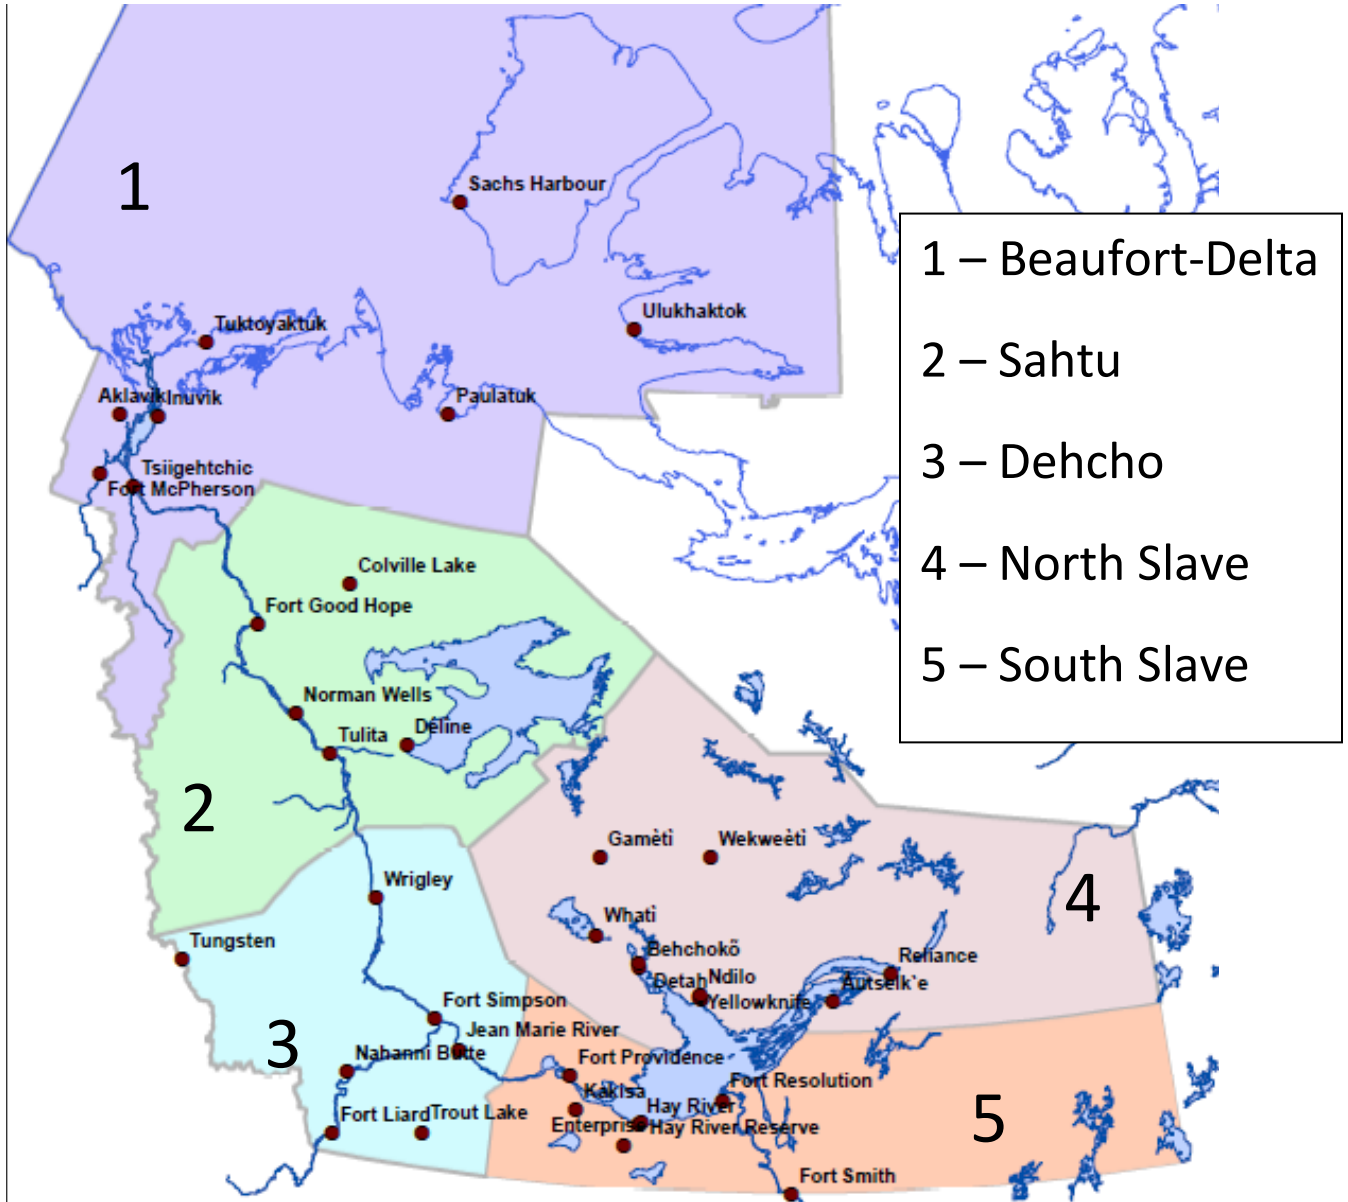 1
Sachs Harbour
1 – Beaufort-Delta
Ulukhaktok
Tuktoyaktuk
2 – Sahtu
Aklavik
Inuvik
Paulatuk
3 – Dehcho
Tsiigehtchic
Fort McPherson
Colville Lake
4 – North Slave
Fort Good Hope
5 – South Slave
Norman Wells
Tulita
Déline
2
Gamètì
Wekweètì
Wrigley
4
Whatì
Tungsten
Behchokǒ
Reliance
Detah
Ndilo
Łutselk`e
Fort Simpson
Yellowknife
Jean Marie River
3
Nahanni Butte
Fort Providence
Fort Resolution
Kakisa
Hay River
5
Fort Liard
Trout Lake
Enterprise
Hay River Reserve
Fort Smith